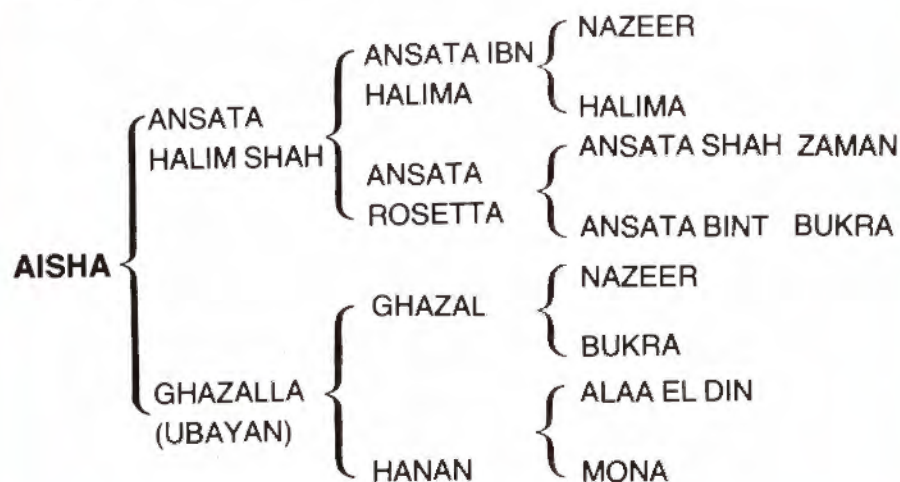 NAZEER
ANSATA IBN
HALIMA
HALIMA
ANSATA
HALIM SHAH
ANSATA SHAH ZAMAN
ANSATA
ROSETTA
ANSATA BINT BUKRA
AISHA
NAZEER
GHAZAL
BUKRA
GHAZALLA
(UBAYAN)
ALAA EL DIN
HANAN
MONA